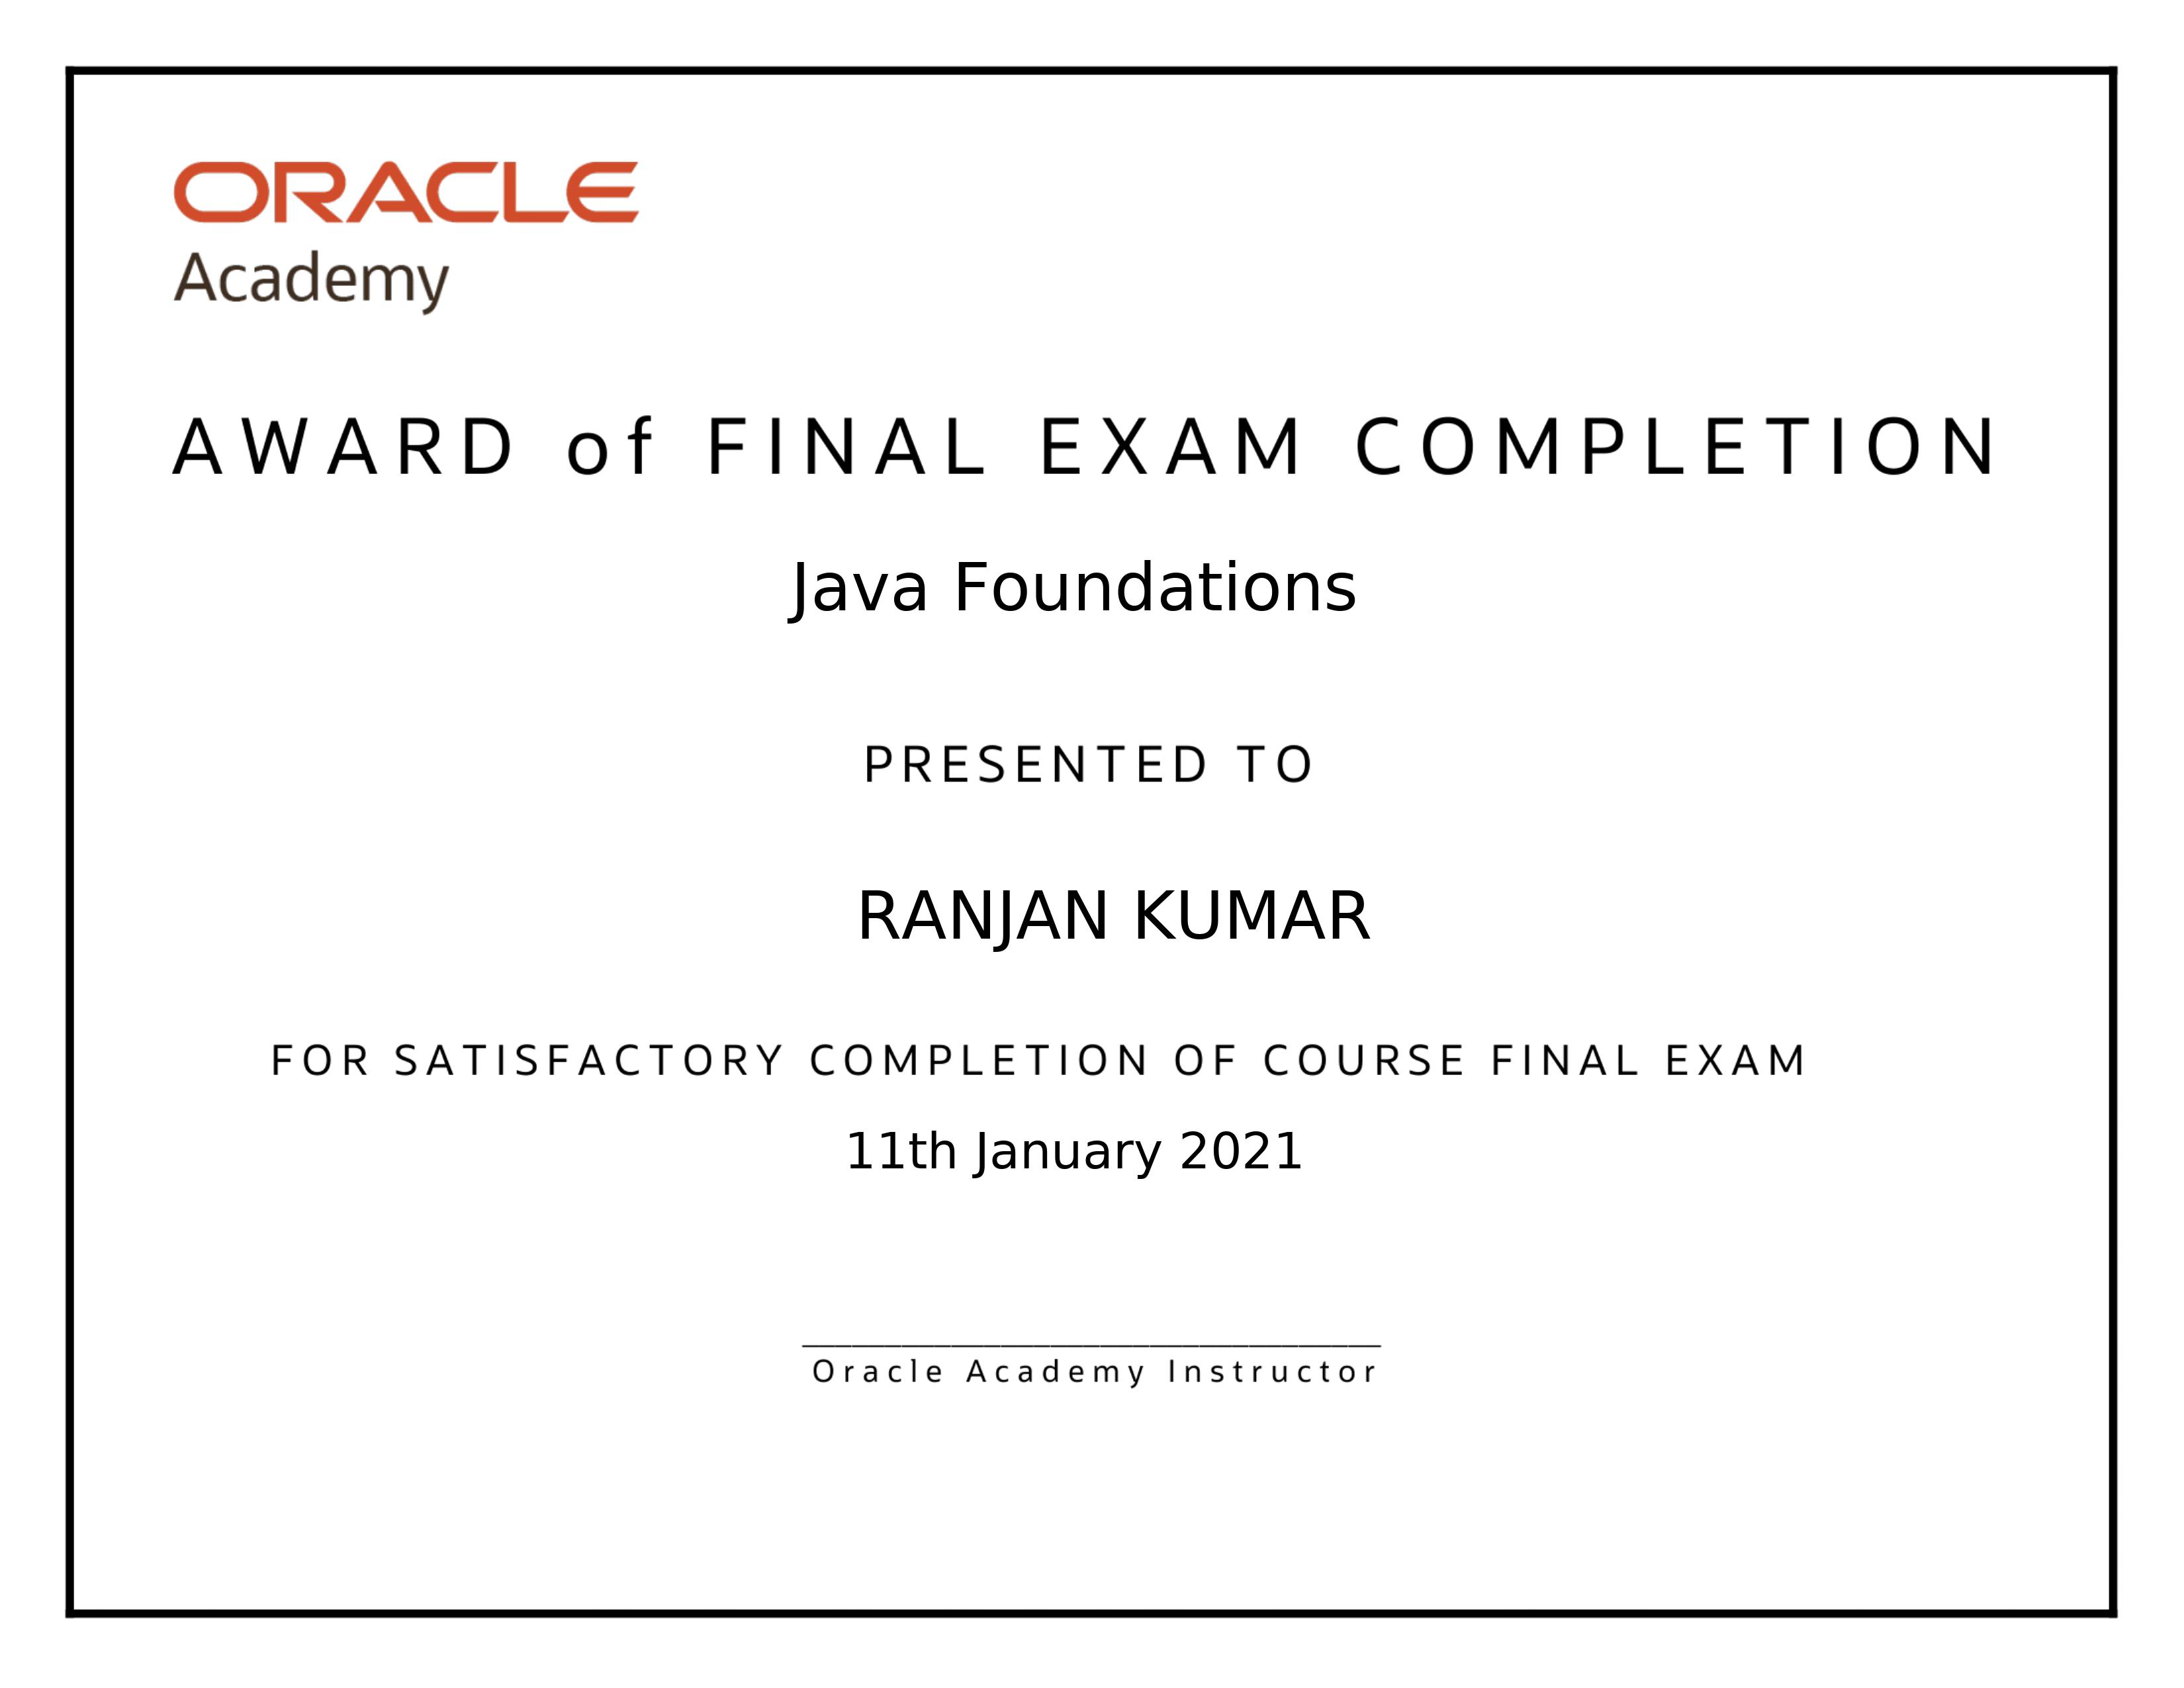 ORACLE
Academy
AWARD of FINAL EXAM COMPLETION
Java Foundations
PRESENTED TO
RANJAN KUMAR
FOR SATISFACTORY COMPLETION OF COURSE FINAL EXAM
11th January 2021
Oracle Academy Instructor